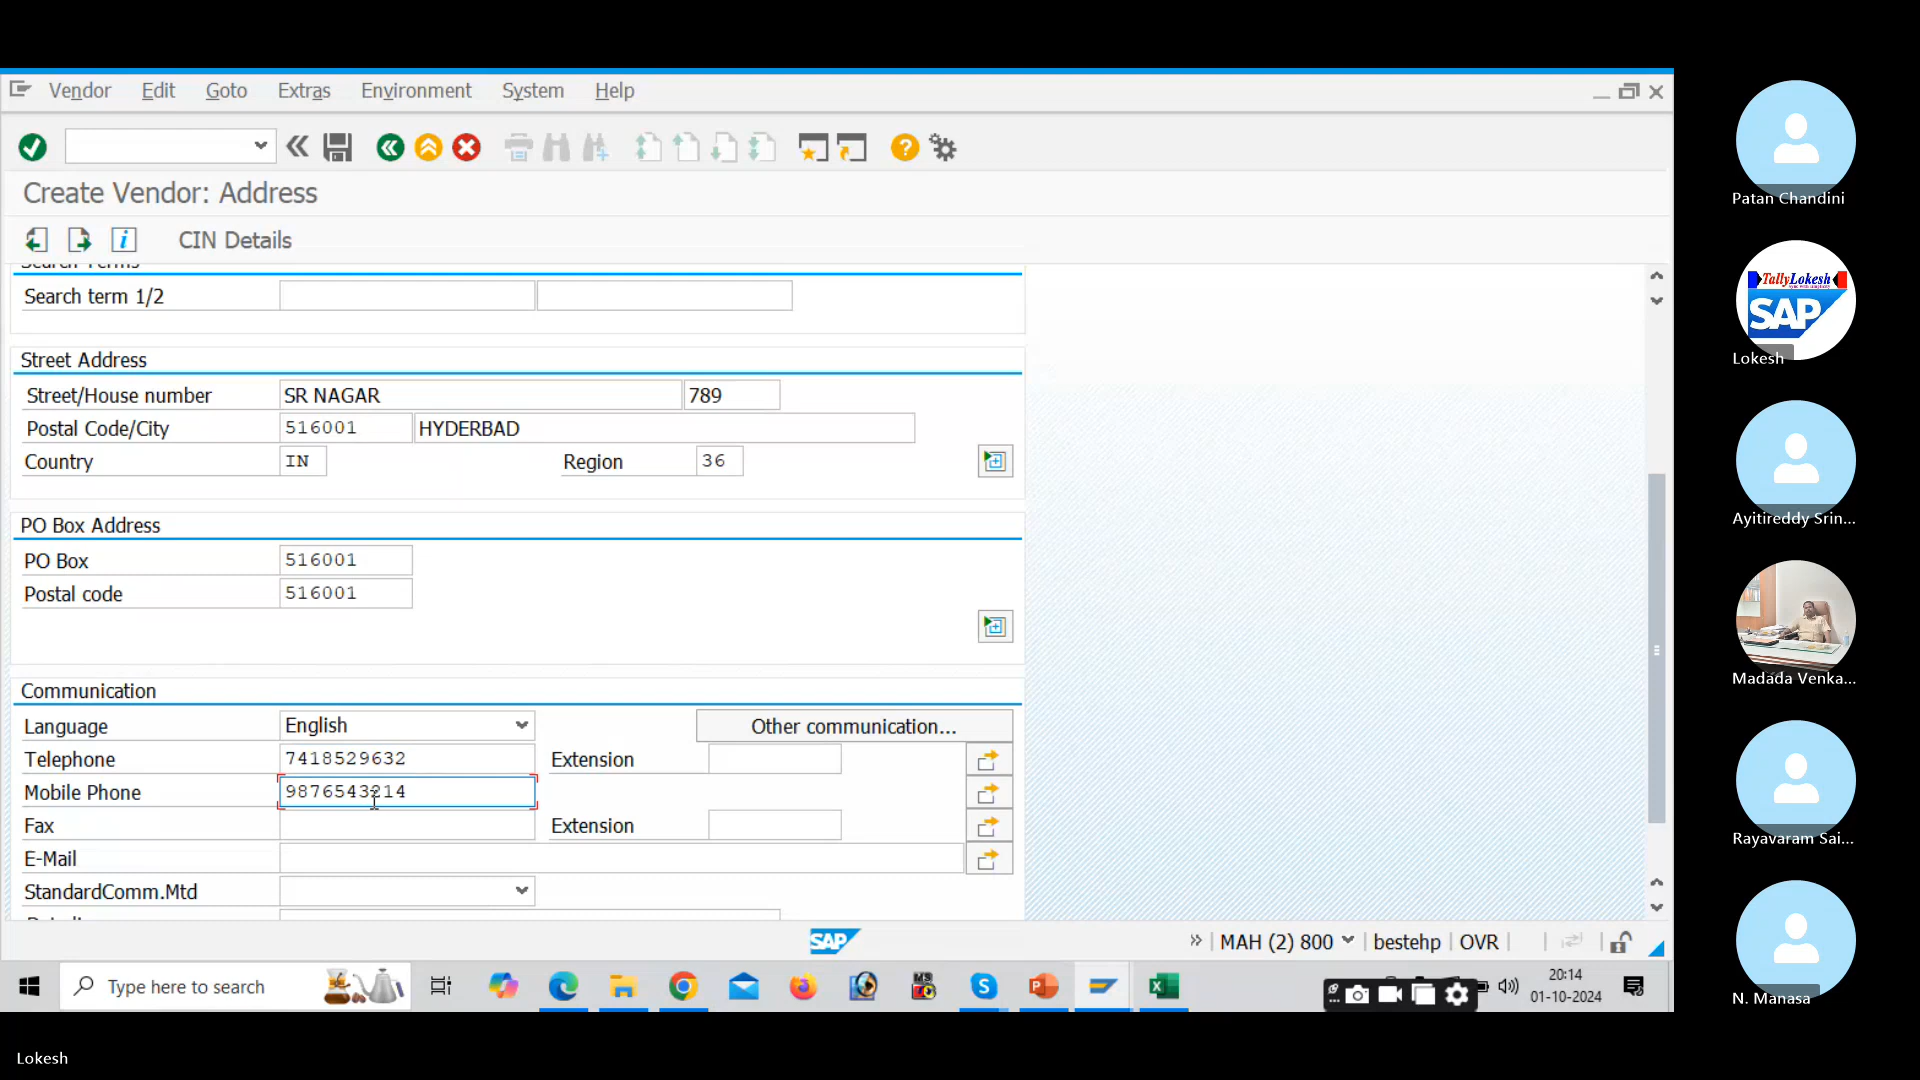 Vendor Edit Goto Extras Environment System Help
Create Vendor: Address
CIN Details
Search Terms
Search term 1/2
Street Address
Street/House number SR NAGAR 789
Postal Code/City 516001 HYDERBAD
Country IN Region 36
PO Box Address
PO Box 516001
Postal code 516001
Communication
Language English Other communication...
Telephone 7418529632 Extension
Mobile Phone 9876543214
Fax Extension
E-Mail
StandardComm.Mtd
SAP MAH (2) 800 bestehp OVR
Type here to search
20:14
01-10-2024
Patan Chandini
TallyLokesh
SAP
Lokesh
Ayitireddy Srin...
Madada Venka...
Rayavaram Sai...
N. Manasa
Lokesh